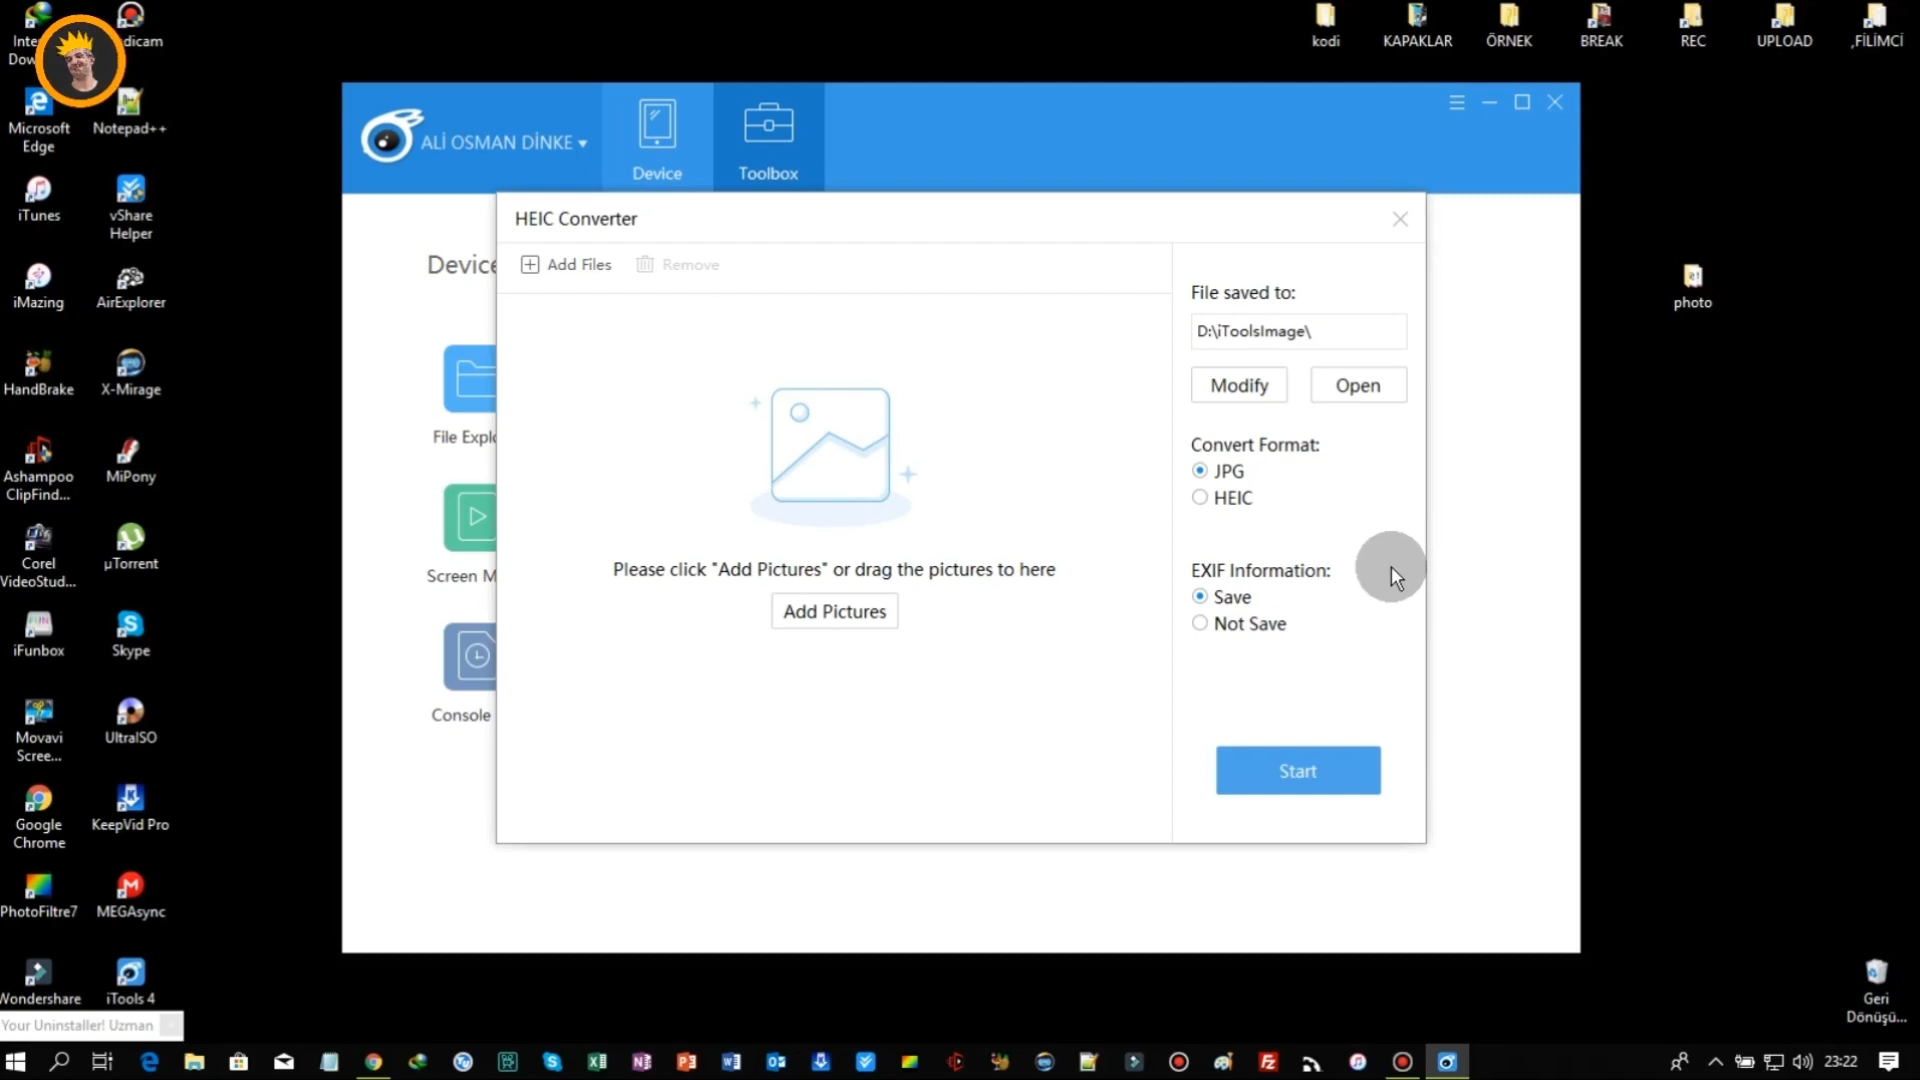 kodi
KAPAKLAR
ÖRNEK
BREAK
REC
UPLOAD
,FİLİMCİ
Microsoft
Edge
Notepad++
iTunes
vShare
Helper
iMazing
AirExplorer
HandBrake
X-Mirage
Ashampoo
ClipFind...
MiPony
Corel
VideoStud...
µTorrent
iFunbox
Skype
Movavi
Scree...
UltraISO
Google
Chrome
KeepVid Pro
PhotoFiltre7
MEGAsync
Wondershare
iTools 4
Your Uninstaller! Uzman
ALİ OSMAN DİNKE
Device
Toolbox
HEIC Converter
Add Files
Remove
File saved to:
D:\iToolsImage\
Modify
Open
Convert Format:
JPG
HEIC
EXIF Information:
Save
Not Save
Start
Please click "Add Pictures" or drag the pictures to here
Add Pictures
Device
File Explo
Screen M
Console
photo
Geri
Dönüşü...
23:22